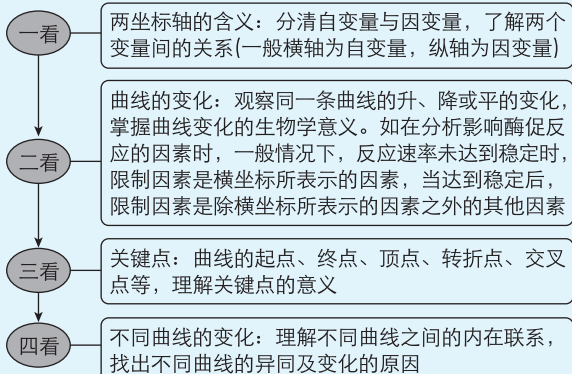 一看
两坐标轴的含义：分清自变量与因变量，了解两个
变量间的关系(一般横轴为自变量，纵轴为因变量)
二看
曲线的变化：观察同一条曲线的升、降或平的变化，
掌握曲线变化的生物学意义。如在分析影响酶促反
应的因素时，一般情况下，反应速率未达到稳定时，
限制因素是横坐标所表示的因素，当达到稳定后，
限制因素是除横坐标所表示的因素之外的其他因素
三看
关键点：曲线的起点、终点、顶点、转折点、交叉
点等，理解关键点的意义
四看
不同曲线的变化：理解不同曲线之间的内在联系，
找出不同曲线的异同及变化的原因